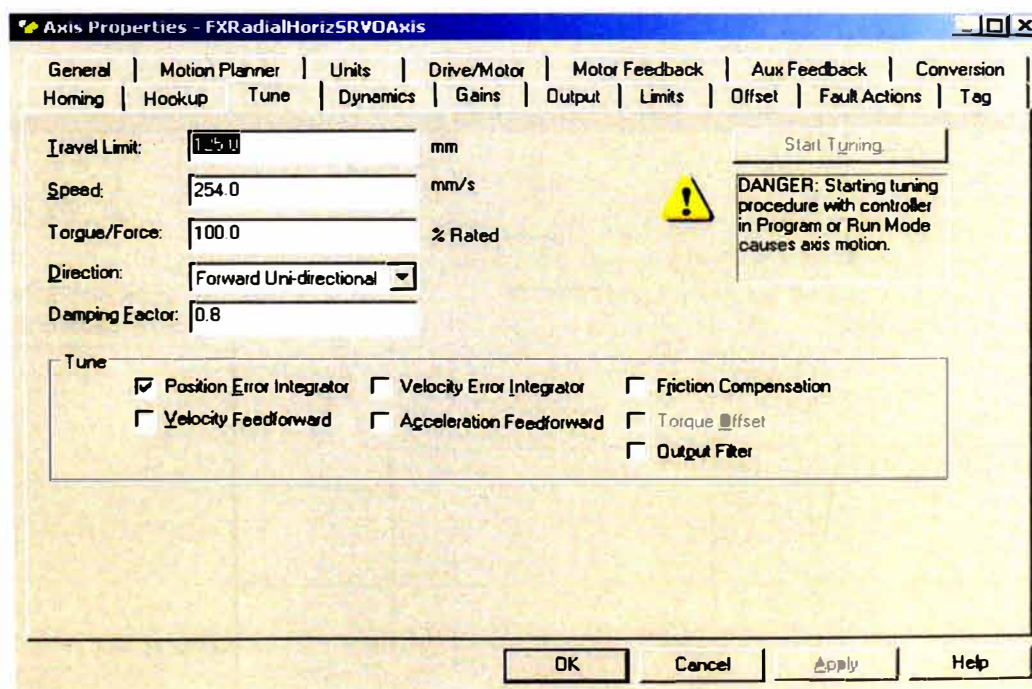 Axis Properties - FXRadialHorizSRVOAxis
General Motion Planner Units Drive/Motor Motor Feedback Aux Feedback Conversion
Homing Hookup Tune Dynamics Gains Output Limits Offset Fault Actions Tag
Travel Limit: mm
Speed: 254.0 mm/s
Torque/Force: 100.0 % Rated
Direction: Forward Uni-directional
Damping Factor: 0.8
Start Tuning
DANGER: Starting tuning
procedure with controller
in Program or Run Mode
causes axis motion.
Tune
Position Error Integrator Velocity Error Integrator Friction Compensation
Velocity Feedforward Acceleration Feedforward Torque Offset
Output Filter
OK Cancel Apply Help